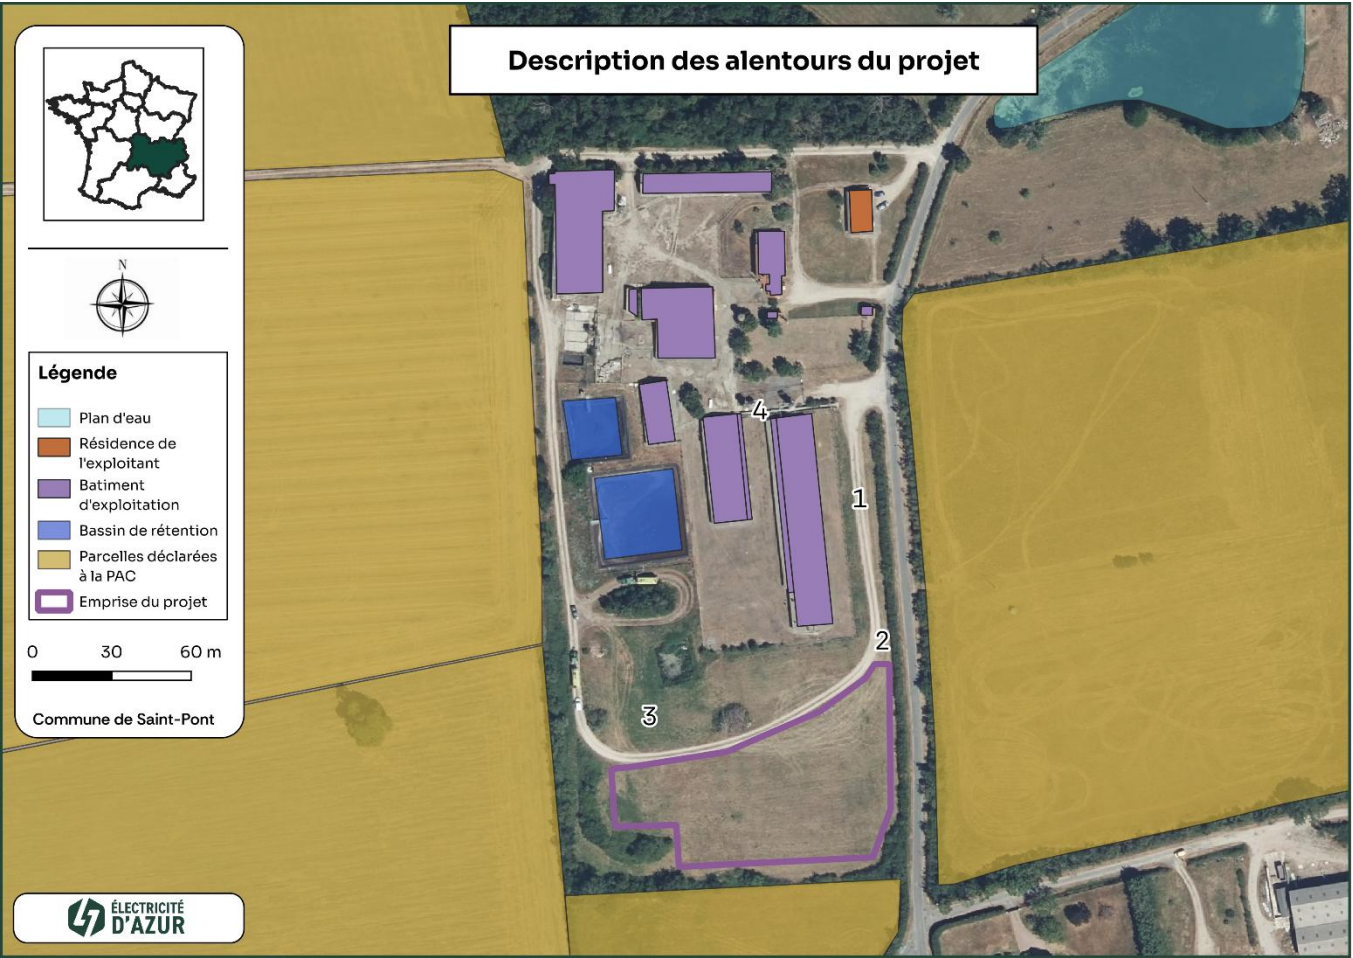 Description des alentours du projet
N
Légende
Plan d'eau
Résidence de
l'exploitant
Batiment
d'exploitation
Bassin de rétention
Parcelles déclarées
à la PAC
Emprise du projet
0 30 60 m
Commune de Saint-Pont
ÉLECTRICITÉ
D'AZUR
4
1
2
3